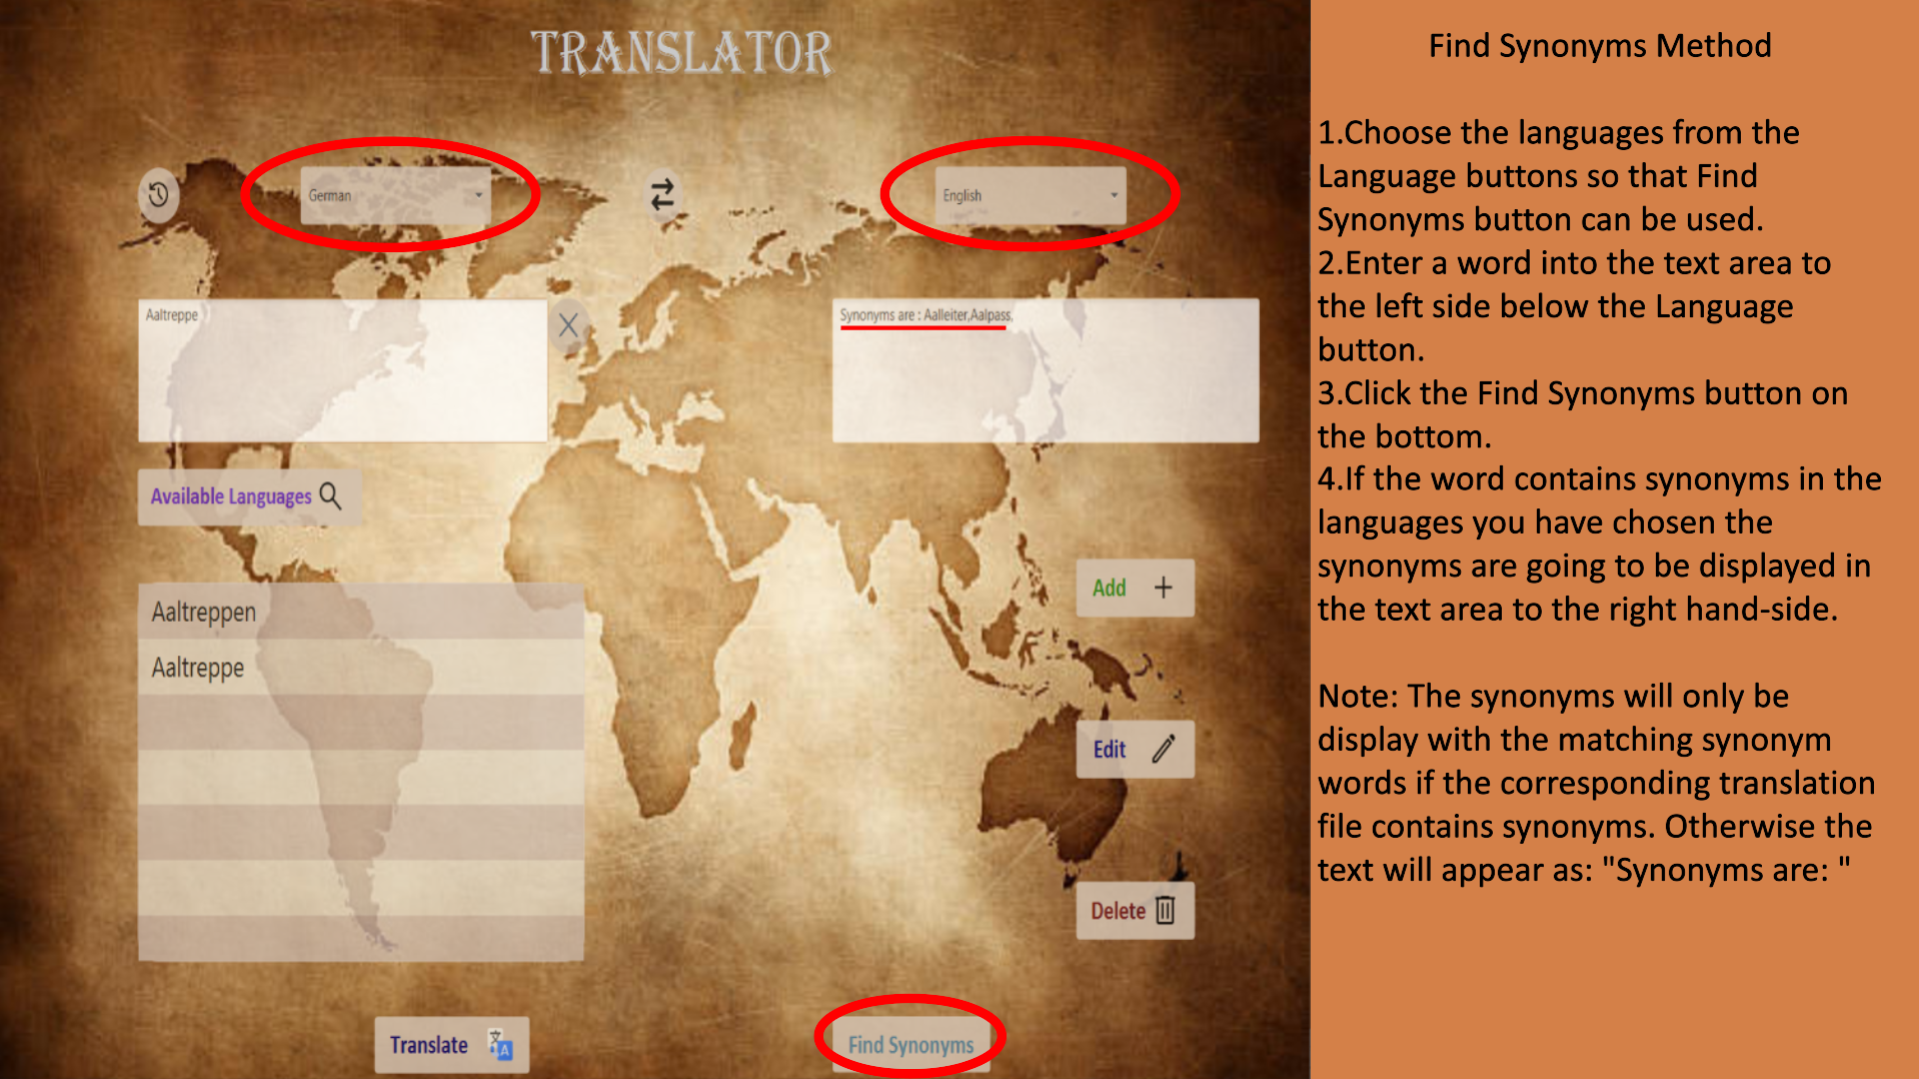 TRANSLATOR
German
English
Aaltreppe
Synonyms are : Aalleiter,Aalpass,
Available Languages
Aaltreppen
Aaltreppe
Add +
Edit
Delete
Translate
Find Synonyms
Find Synonyms Method
1.Choose the languages from the
Language buttons so that Find
Synonyms button can be used.
2.Enter a word into the text area to
the left side below the Language
button.
3.Click the Find Synonyms button on
the bottom.
4.If the word contains synonyms in the
languages you have chosen the
synonyms are going to be displayed in
the text area to the right hand-side.
Note: The synonyms will only be
display with the matching synonym
words if the corresponding translation
file contains synonyms. Otherwise the
text will appear as: "Synonyms are: "